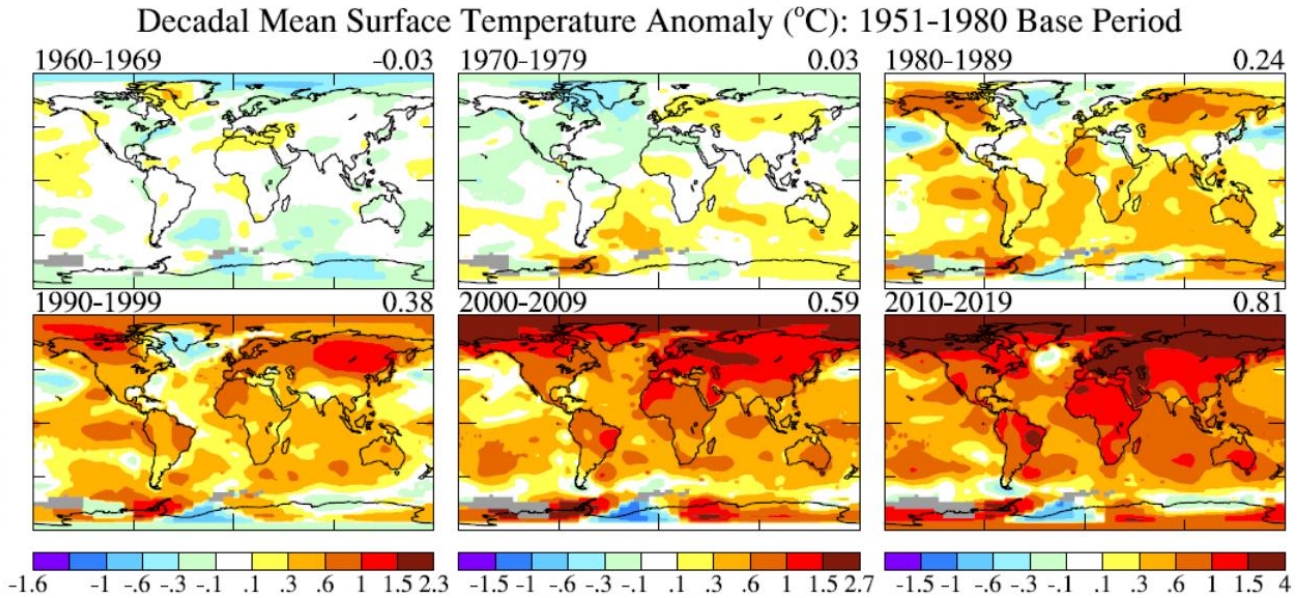 Decadal Mean Surface Temperature Anomaly (°C): 1951-1980 Base Period
1960-1969 -0.03
1970-1979 0.03
1980-1989 0.24
1990-1999 0.38
2000-2009 0.59
2010-2019 0.81
-1.6 -1 -.6 -.3 -.1 .1 .3 .6 1 1.5 2.3
-1.5 -1 -.6 -.3 -.1 .1 .3 .6 1 1.5 2.7
-1.5 -1 -.6 -.3 -.1 .1 .3 .6 1 1.5 4